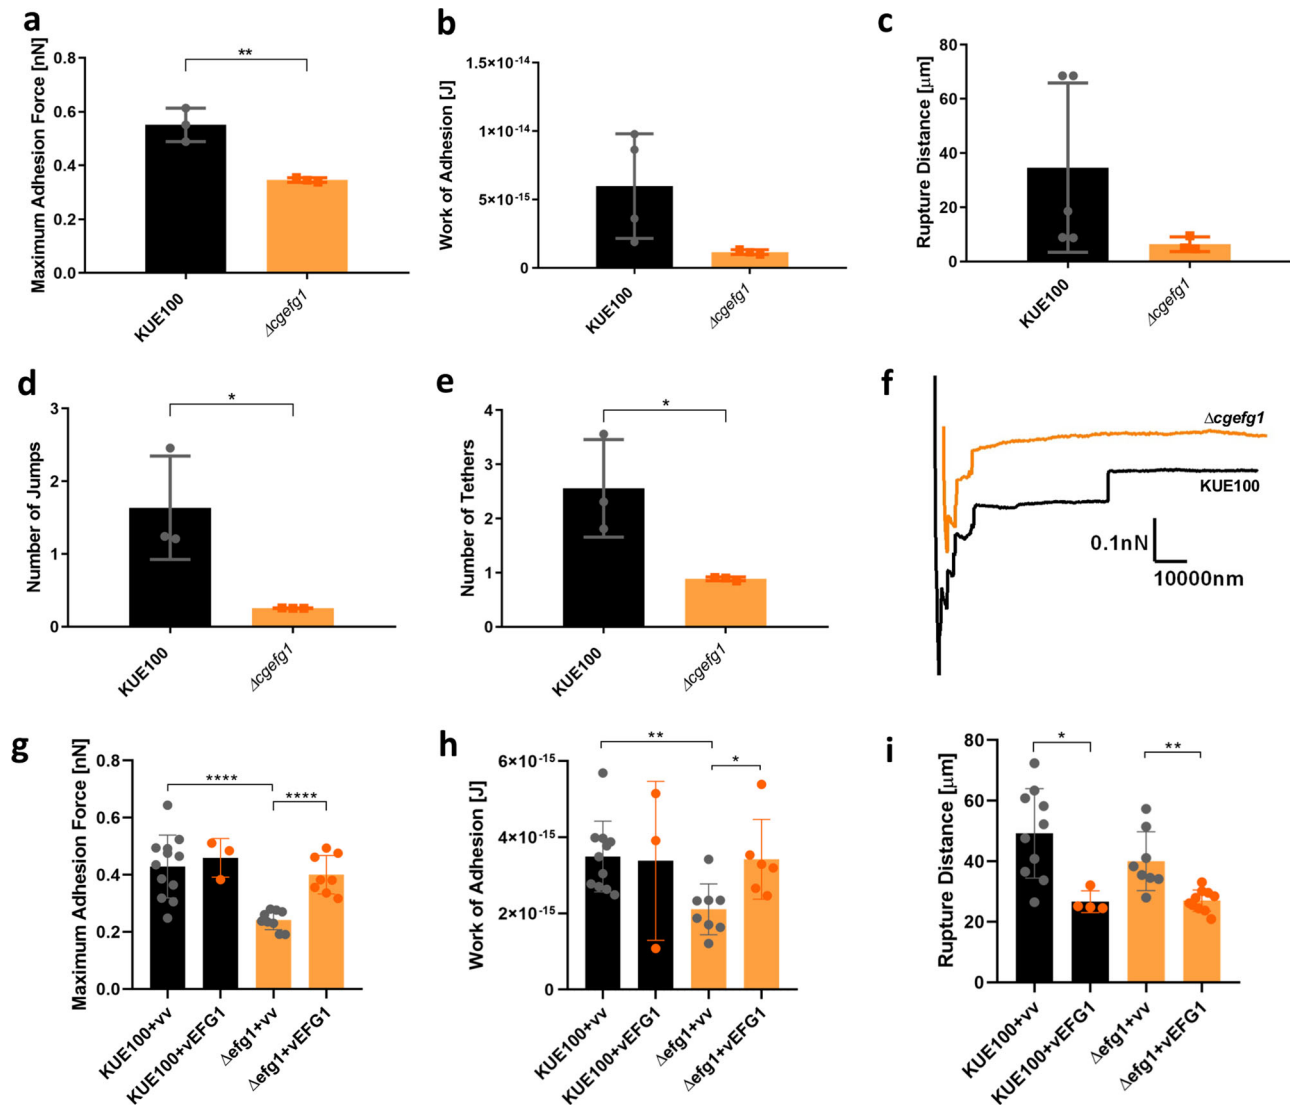 a
Maximum Adhesion Force [nN]
0.8
0.6
0.4
0.2
0.0
**
KUE100
Δcgefg1
b
Work of Adhesion [J]
1.5×10⁻¹⁴
1×10⁻¹⁴
5×10⁻¹⁵
0
KUE100
Δcgefg1
c
Rupture Distance [μm]
80
60
40
20
0
KUE100
Δcgefg1
d
Number of Jumps
3
2
1
0
*
KUE100
Δcgefg1
e
Number of Tethers
4
3
2
1
0
*
KUE100
Δcgefg1
f
Δcgefg1
KUE100
0.1nN
10000nm
g
Maximum Adhesion Force [nN]
0.8
0.6
0.4
0.2
0.0
****
****
KUE100+vv
KUE100+vEFG1
Δefg1+vv
Δefg1+vEFG1
h
Work of Adhesion [J]
6×10⁻¹⁵
4×10⁻¹⁵
2×10⁻¹⁵
0
**
*
KUE100+vv
KUE100+vEFG1
Δefg1+vv
Δefg1+vEFG1
i
Rupture Distance [μm]
80
60
40
20
0
*
**
KUE100+vv
KUE100+vEFG1
Δefg1+vv
Δefg1+vEFG1